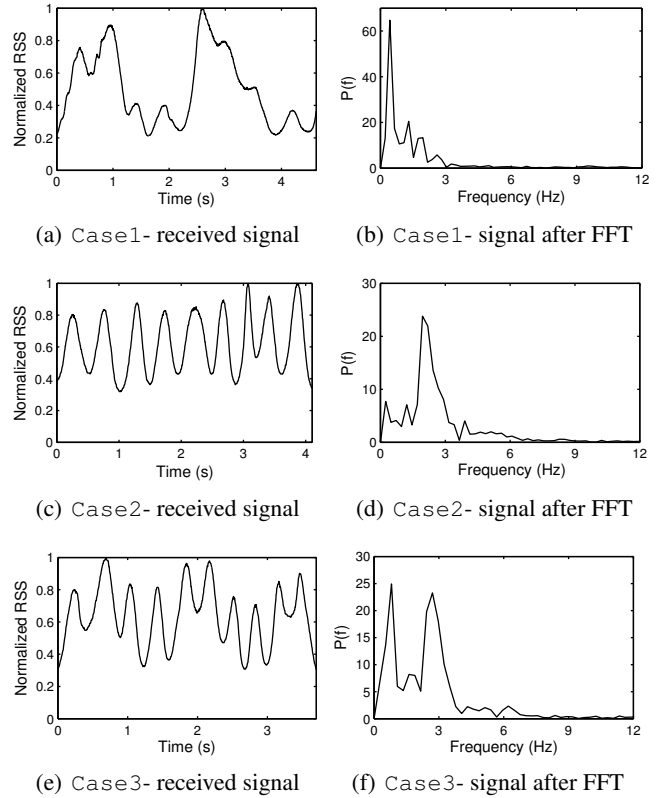 1
0.8
0.6
0.4
0.2
0
Normalized RSS
0 1 2 3 4
Time (s)
60
40
20
0
P(f)
0 3 6 9 12
Frequency (Hz)
(a) Case1- received signal
(b) Case1- signal after FFT
1
0.8
0.6
0.4
0.2
0
Normalized RSS
0 1 2 3 4
Time (s)
30
20
10
0
P(f)
0 3 6 9 12
Frequency (Hz)
(c) Case2- received signal
(d) Case2- signal after FFT
1
0.8
0.6
0.4
0.2
0
Normalized RSS
0 1 2 3
Time (s)
30
25
20
15
10
5
0
P(f)
0 3 6 9 12
Frequency (Hz)
(e) Case3- received signal
(f) Case3- signal after FFT